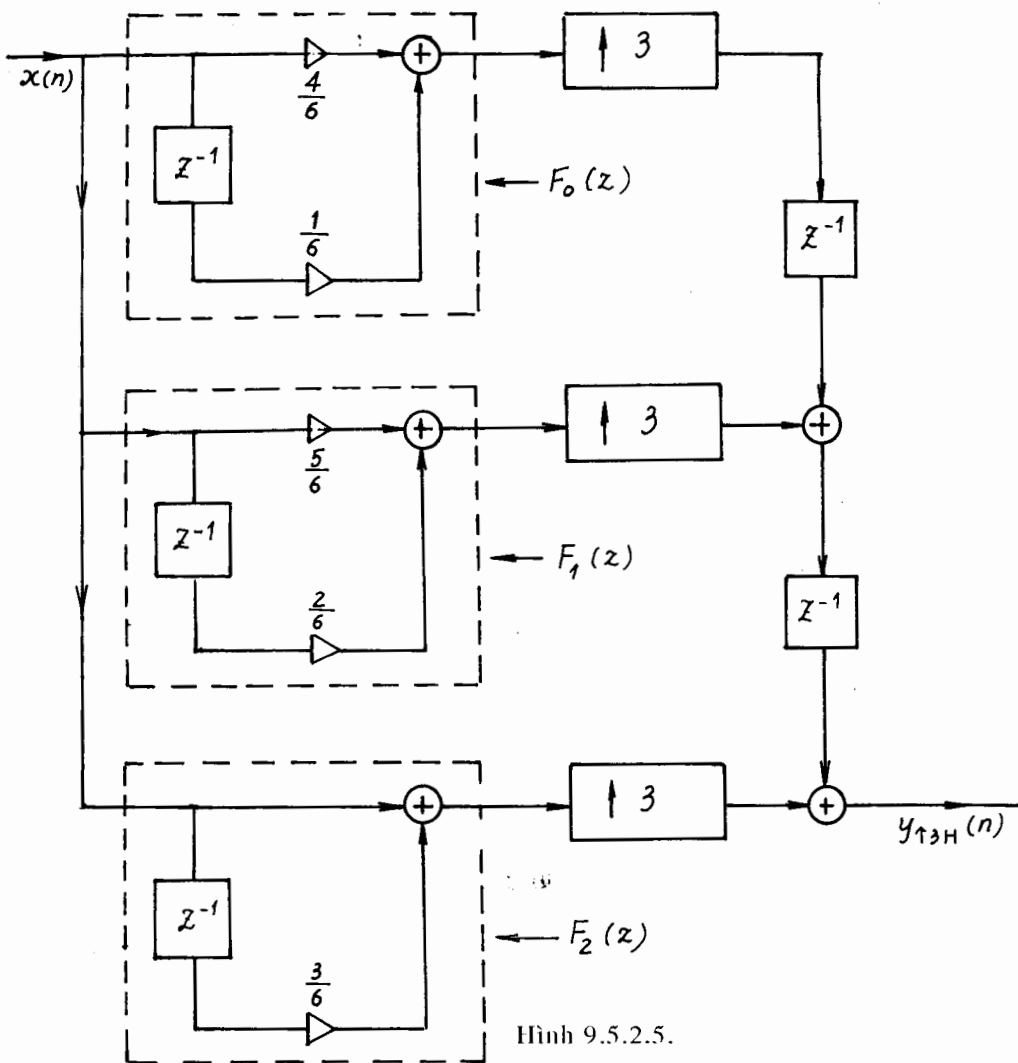 x(n)
4/6
↑ 3
z⁻¹
F₀(z)
1/6
z⁻¹
5/6
↑ 3
z⁻¹
F₁(z)
2/6
z⁻¹
↑ 3
y↑3H(n)
z⁻¹
F₂(z)
3/6
Hình 9.5.2.5.